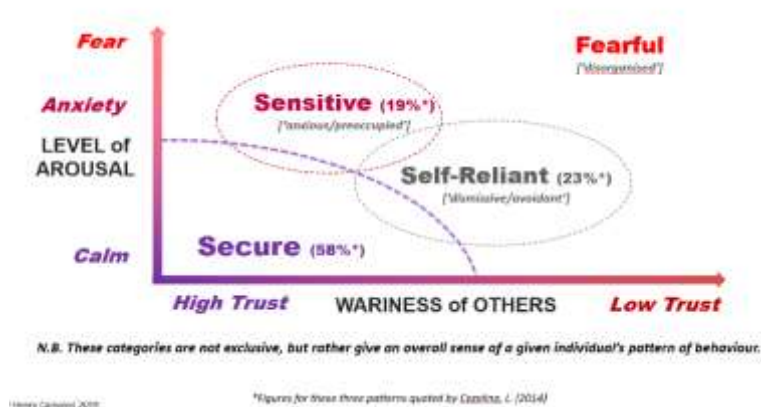 Fear
Fearful
['disorganised']
Anxiety
Sensitive (19%*)
['anxious/preoccupied']
LEVEL of
AROUSAL
Self-Reliant (23%*)
['dismissive/avoidant']
Secure (58%*)
Calm
High Trust WARINESS of OTHERS Low Trust
N.B. These categories are not exclusive, but rather give an overall sense of a given individual's pattern of behaviour.
*Figures for these three patterns quoted by Cozolino, L. (2014)